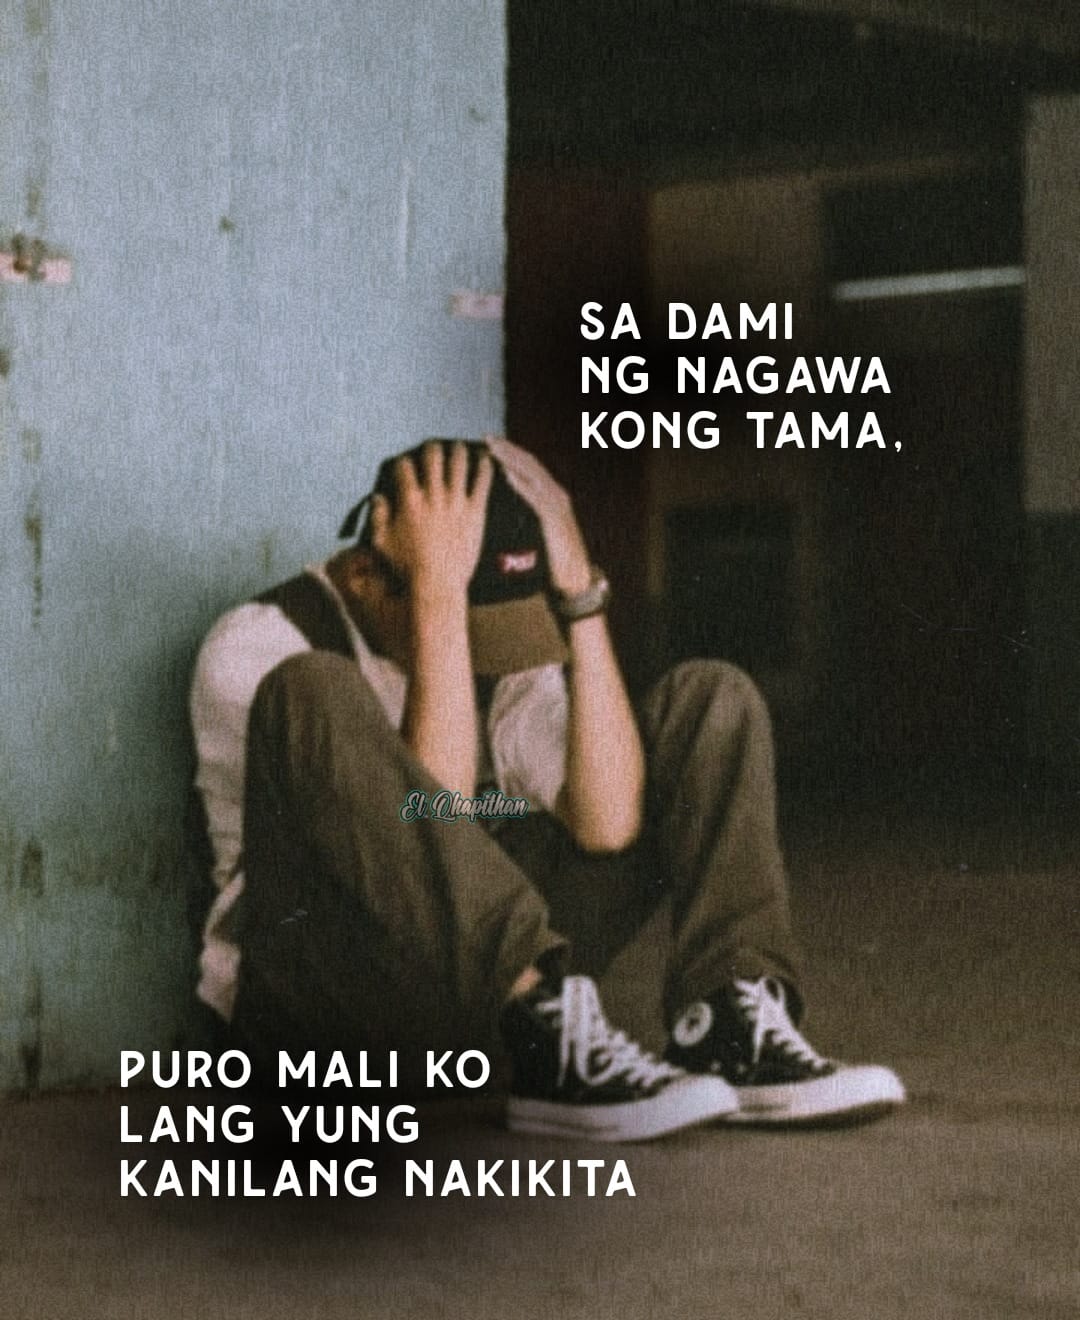 SA DAMI
NG NAGAWA
KONG TAMA,
El Qhapithan
PURO MALI KO
LANG YUNG
KANILANG NAKIKITA